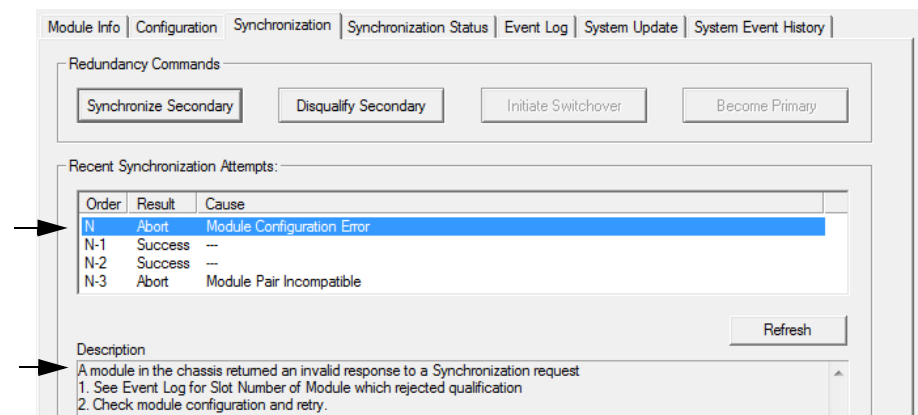 Module Info Configuration Synchronization Synchronization Status Event Log System Update System Event History
Redundancy Commands
Synchronize Secondary Disqualify Secondary Initiate Switchover Become Primary
Recent Synchronization Attempts:
Order Result Cause
N Abort Module Configuration Error
N-1 Success ---
N-2 Success ---
N-3 Abort Module Pair Incompatible
Refresh
Description
A module in the chassis returned an invalid response to a Synchronization request
1. See Event Log for Slot Number of Module which rejected qualification
2. Check module configuration and retry.